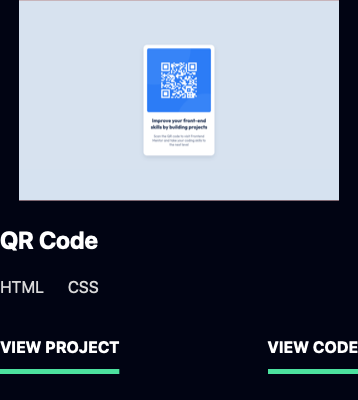 Improve your front-end
skills by building projects
Scan the QR code to visit Frontend
Mentor and take your coding skills to
the next level
QR Code
HTML CSS
VIEW PROJECT VIEW CODE